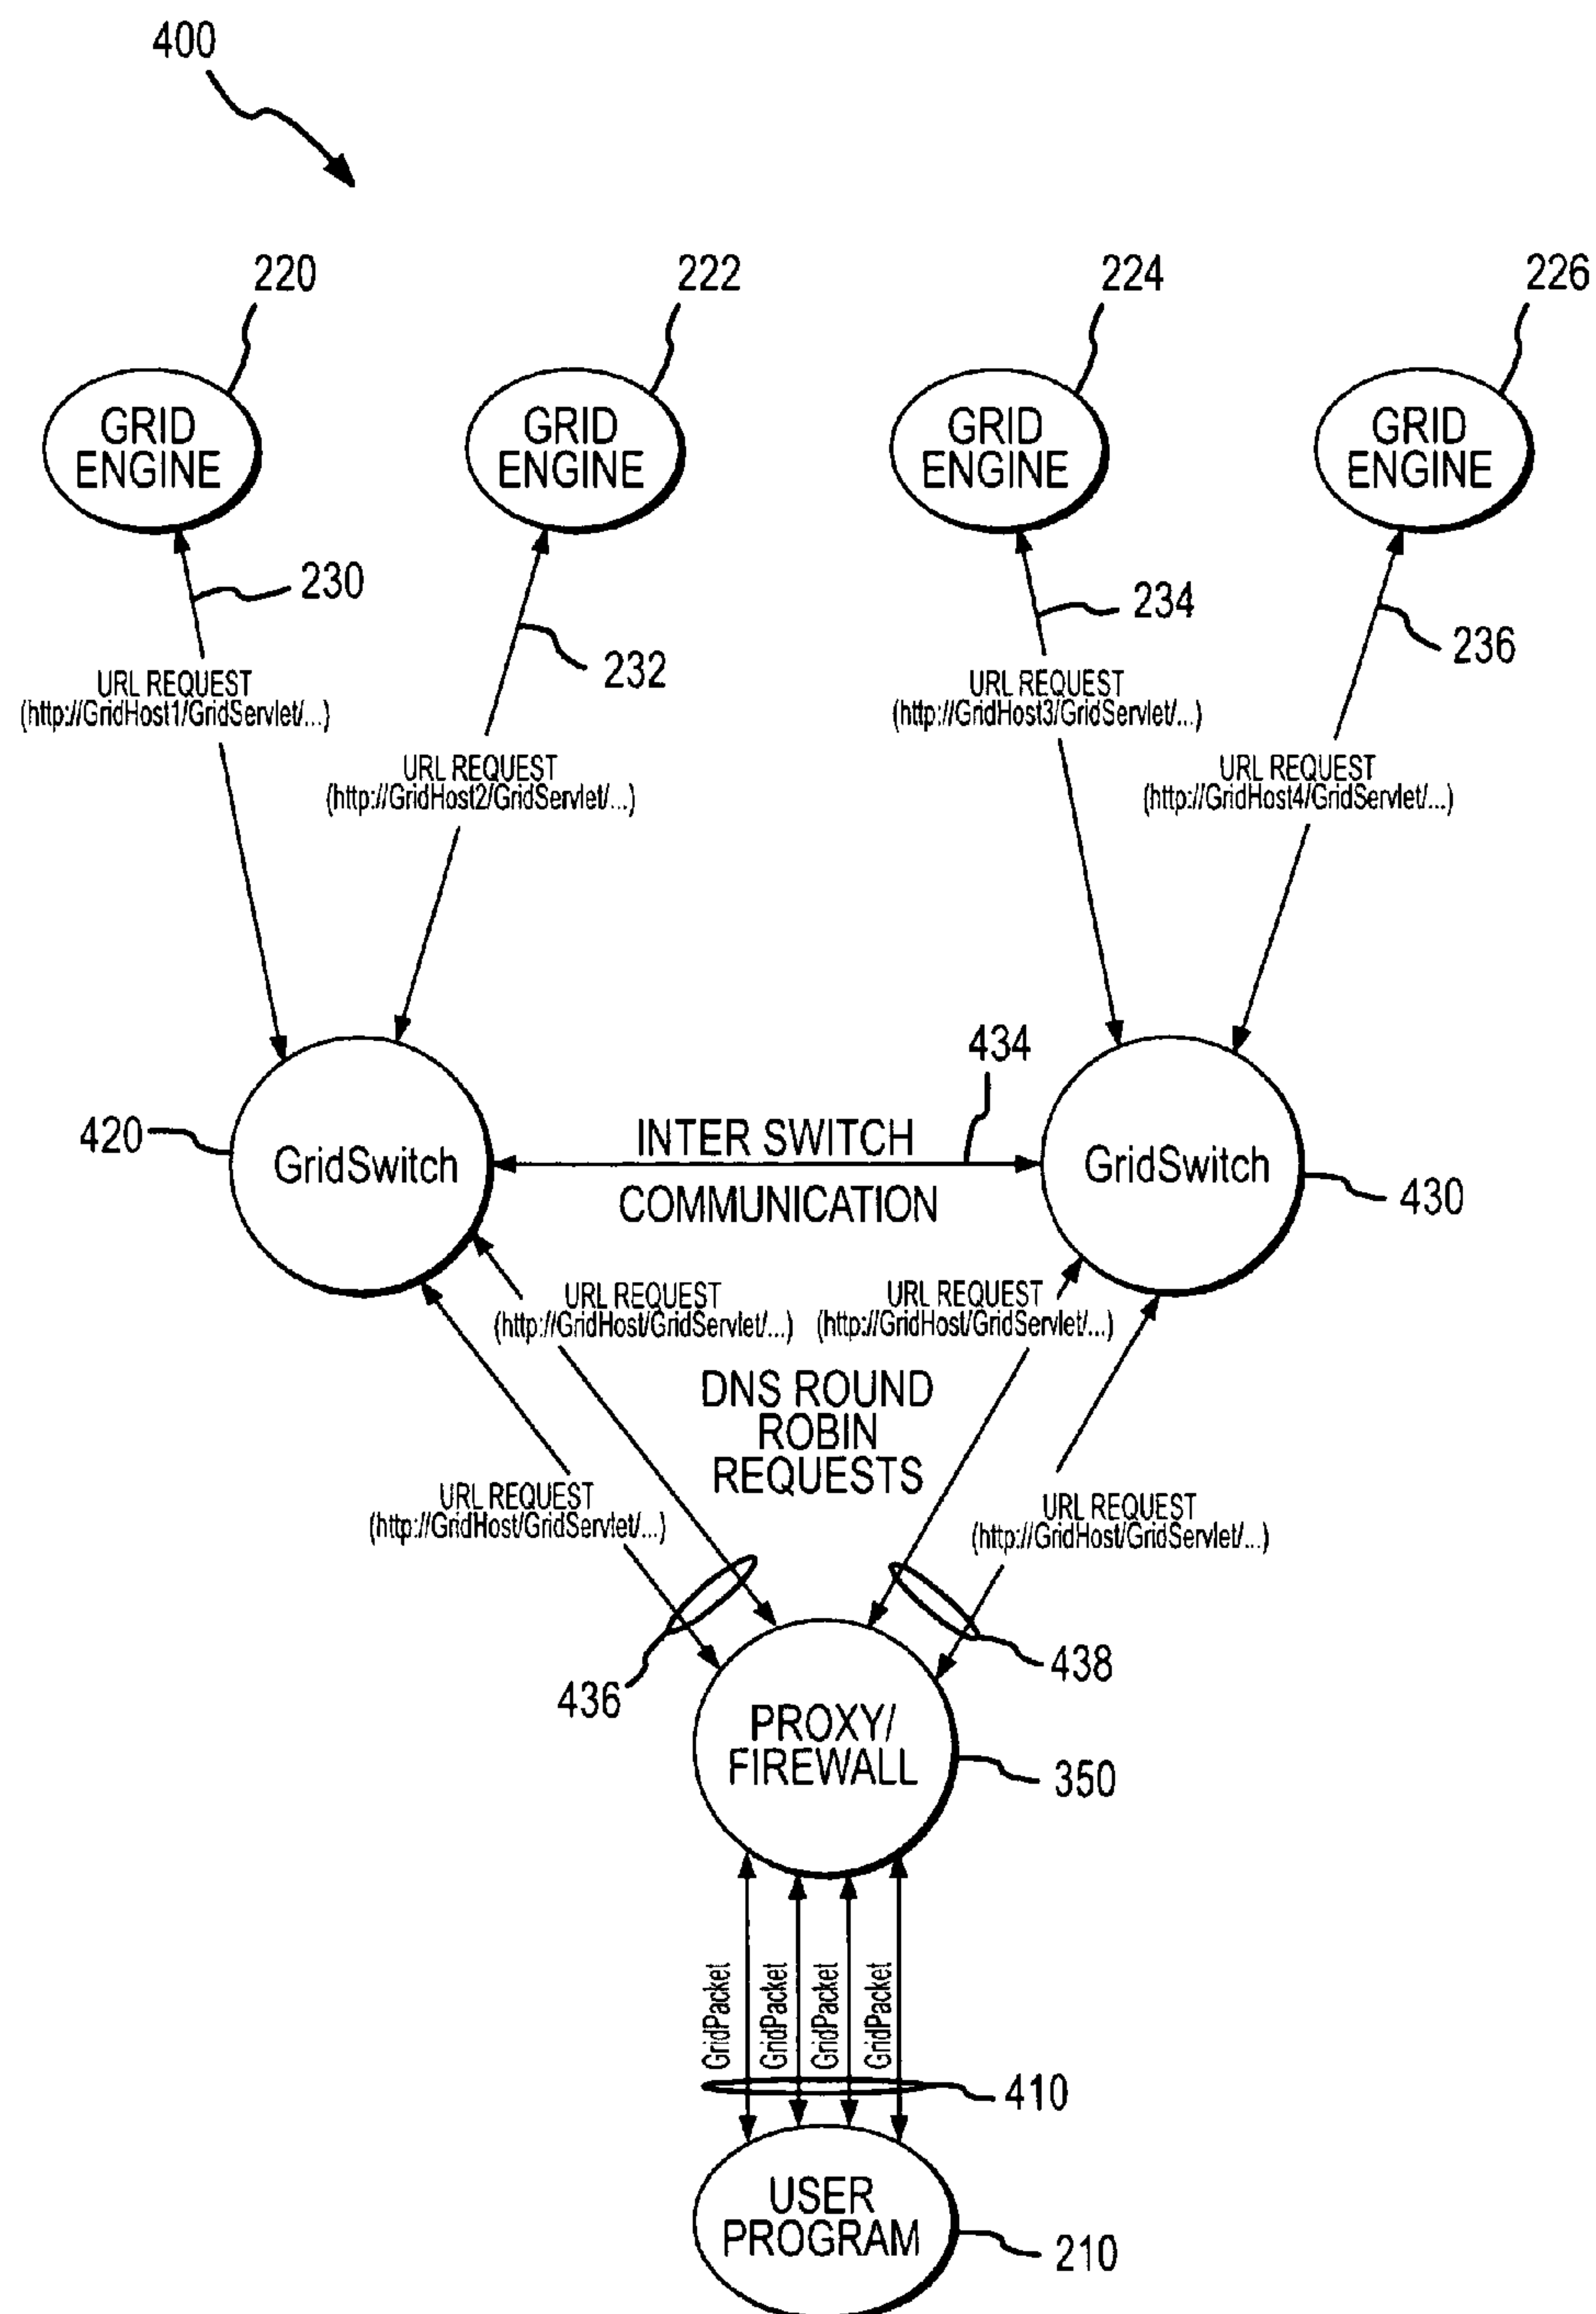 400
220
222
224
226
GRID
ENGINE
GRID
ENGINE
GRID
ENGINE
GRID
ENGINE
230
232
234
236
URL REQUEST
(http://GridHost1/GridServlet/...)
URL REQUEST
(http://GridHost2/GridServlet/...)
URL REQUEST
(http://GridHost3/GridServlet/...)
URL REQUEST
(http://GridHost4/GridServlet/...)
434
420
GridSwitch
INTER SWITCH
COMMUNICATION
GridSwitch
430
URL REQUEST
(http://GridHost/GridServlet/...)
URL REQUEST
(http://GridHost/GridServlet/...)
DNS ROUND
ROBIN
REQUESTS
URL REQUEST
(http://GridHost/GridServlet/...)
URL REQUEST
(http://GridHost/GridServlet/...)
436
438
PROXY/
FIREWALL
350
GridPacket
GridPacket
GridPacket
GridPacket
410
USER
PROGRAM
210